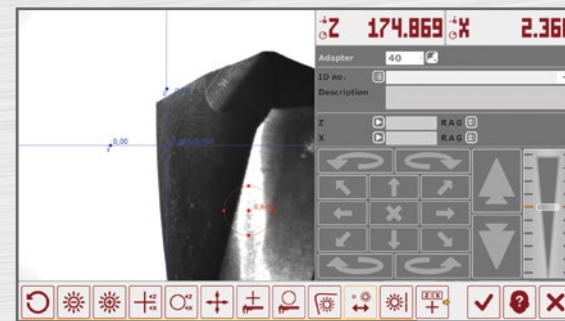 Z 174.869 X 2.36
Adapter 40
ID no.
Description
Z RAG
X RAG
0,00